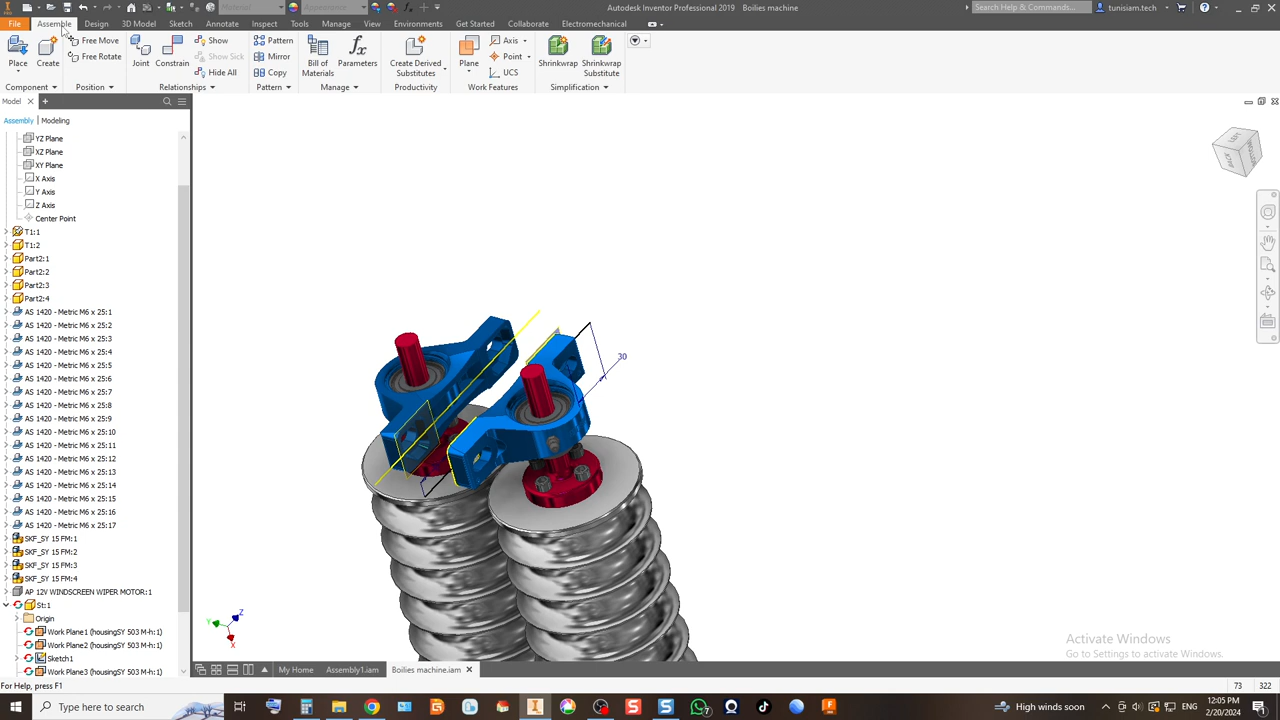 Material
Appearance
Autodesk Inventor Professional 2019 Boilies machine
Search Help & Commands...
tunisiam.tech
File
Assemble
Design
3D Model
Sketch
Annotate
Inspect
Tools
Manage
View
Environments
Collaborate
Electromechanical
Place
Create
Free Move
Free Rotate
Joint
Constrain
Show
Show Sick
Hide All
Pattern
Mirror
Copy
Bill of Materials
Parameters
Create Derived Substitutes
Plane
Axis
Point
UCS
Shrinkwrap
Shrinkwrap Substitute
Component
Position
Relationships
Pattern
Manage
Productivity
Work Features
Simplification
Model
Assembly
Modeling
YZ Plane
XZ Plane
XY Plane
X Axis
Y Axis
Z Axis
Center Point
T1:1
T1:2
Part2:1
Part2:2
Part2:3
Part2:4
AS 1420 - Metric M6 x 25:1
AS 1420 - Metric M6 x 25:2
AS 1420 - Metric M6 x 25:3
AS 1420 - Metric M6 x 25:4
AS 1420 - Metric M6 x 25:5
AS 1420 - Metric M6 x 25:6
AS 1420 - Metric M6 x 25:7
AS 1420 - Metric M6 x 25:8
AS 1420 - Metric M6 x 25:9
AS 1420 - Metric M6 x 25:10
AS 1420 - Metric M6 x 25:11
AS 1420 - Metric M6 x 25:12
AS 1420 - Metric M6 x 25:13
AS 1420 - Metric M6 x 25:14
AS 1420 - Metric M6 x 25:15
AS 1420 - Metric M6 x 25:16
AS 1420 - Metric M6 x 25:17
SKF_SY 15 FM:1
SKF_SY 15 FM:2
SKF_SY 15 FM:3
SKF_SY 15 FM:4
AP 12V WINDSCREEN WIPER MOTOR:1
St:1
Origin
Work Plane1 (housingSY 503 M-h:1)
Work Plane2 (housingSY 503 M-h:1)
Sketch1
Work Plane3 (housingSY 503 M-h:1)
30
LEFT
BACK
Z
Y
X
Activate Windows
Go to Settings to activate Windows.
My Home
Assembly1.iam
Boilies machine.iam
For Help, press F1
73
322
Type here to search
High winds soon
12:05 PM
2/20/2024